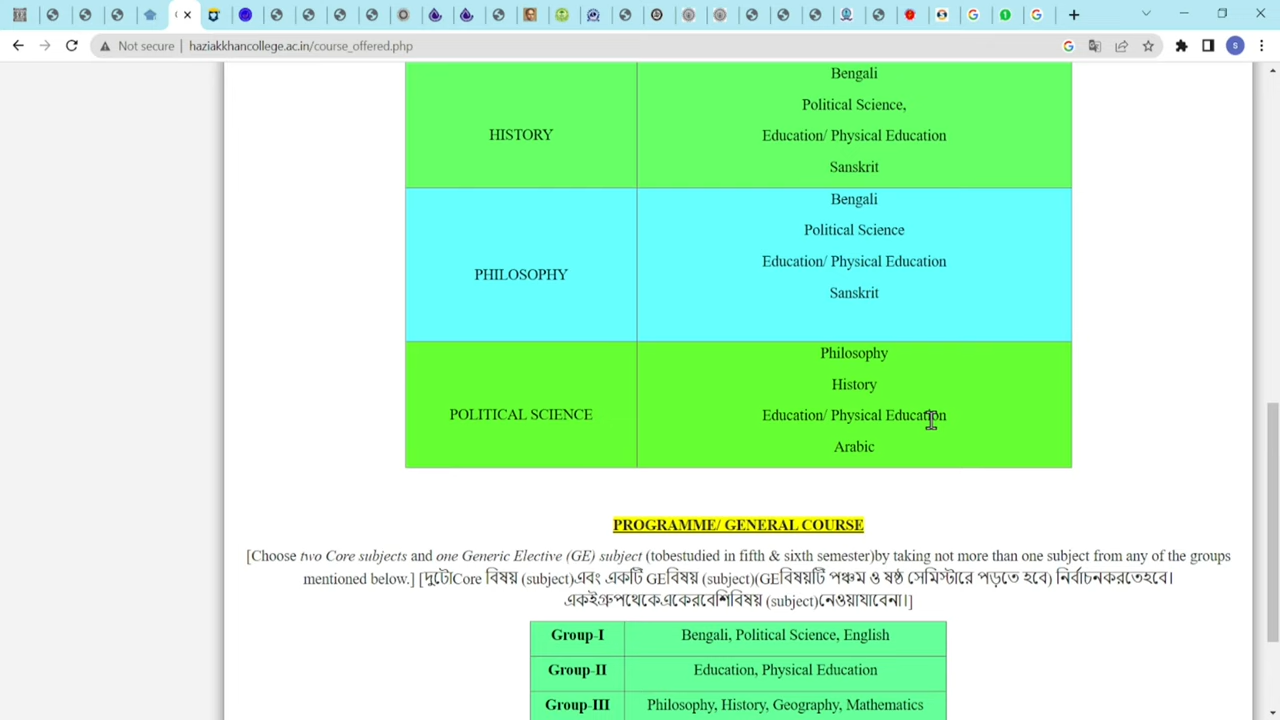 Not secure | haziakkhancollege.ac.in/course_offered.php
Bengali
Political Science,
HISTORY
Education/ Physical Education
Sanskrit
Bengali
Political Science
Education/ Physical Education
PHILOSOPHY
Sanskrit
Philosophy
History
POLITICAL SCIENCE
Education/ Physical Education
Arabic
PROGRAMME/ GENERAL COURSE
[Choose two Core subjects and one Generic Elective (GE) subject (tobestudied in fifth & sixth semester)by taking not more than one subject from any of the groups
mentioned below.] [দুটোCore বিষয় (subject)এবং একটি GEবিষয় (subject)(GEবিষয়টি পঞ্চম ও ষষ্ঠ সেমিস্টারে পড়তে হবে) নির্বাচনকরতেহবে।
একইগ্রুপথেকেএকেরবেশিবিষয় (subject)নেওয়াযাবেনা।]
Group-I Bengali, Political Science, English
Group-II Education, Physical Education
Group-III Philosophy, History, Geography, Mathematics